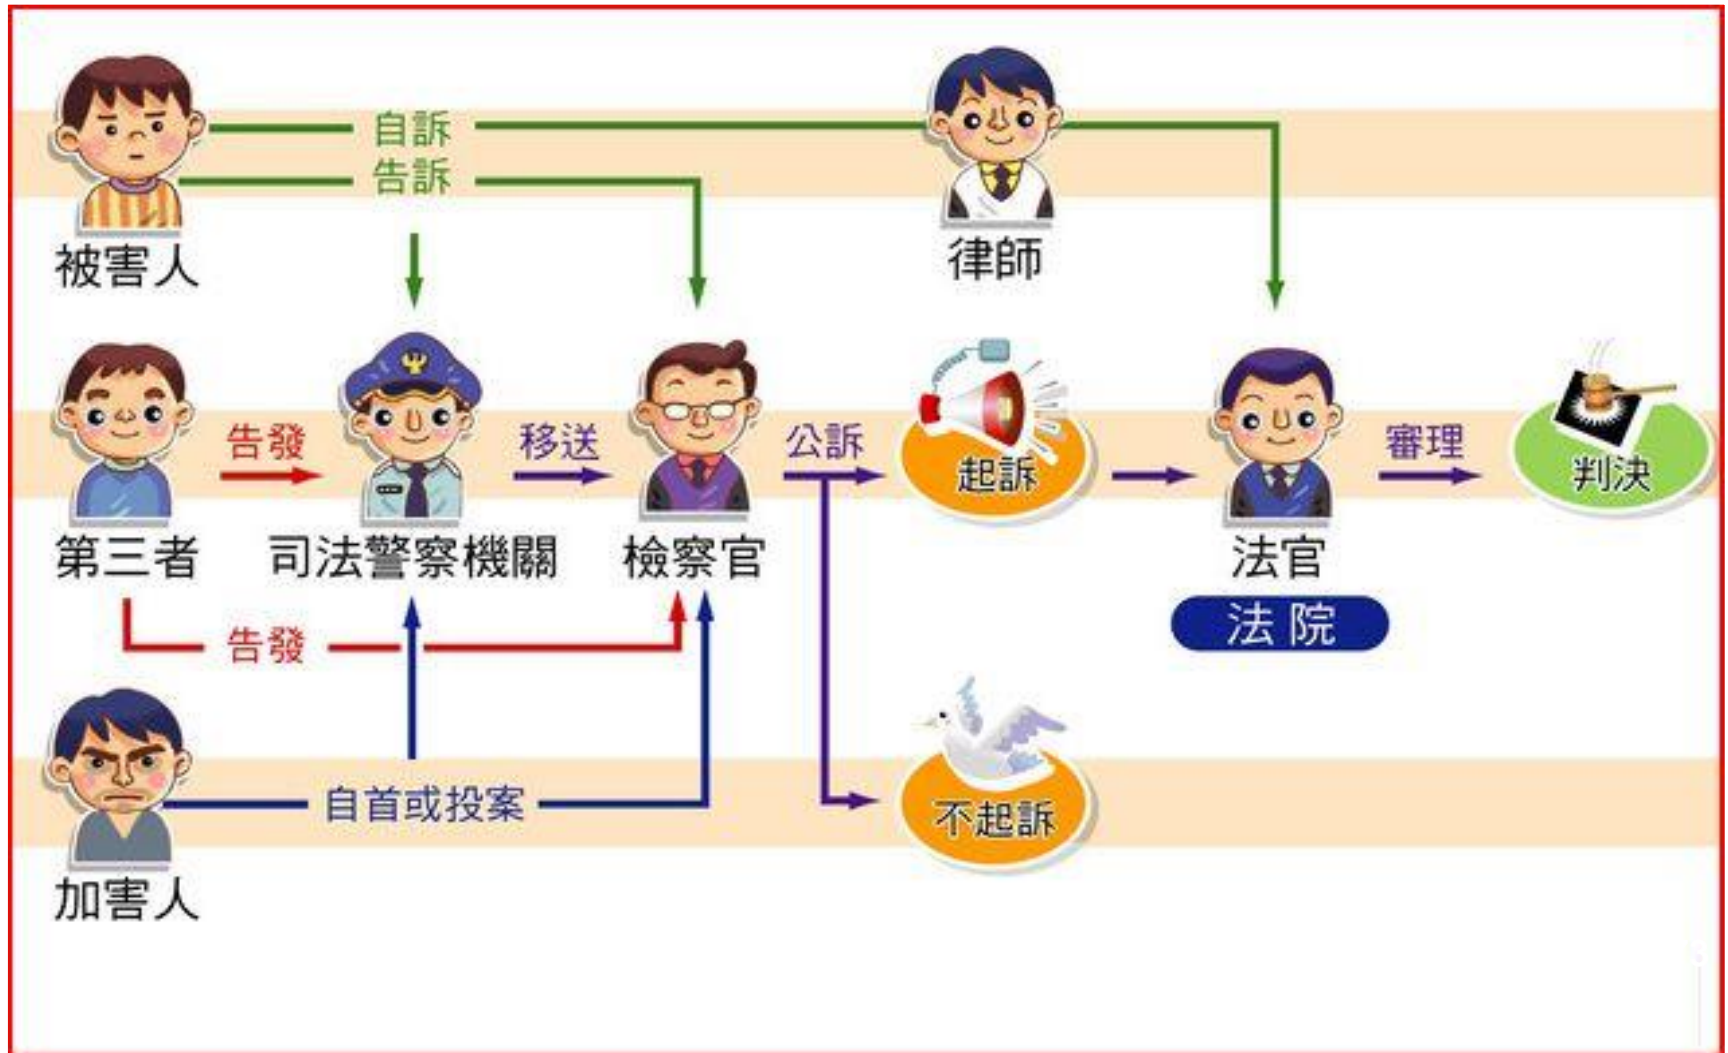 自訴
告訴
被害人
律師
告發
移送
公訴
起訴
審理
判決
第三者
司法警察機關
檢察官
法官
法院
告發
自首或投案
不起訴
加害人